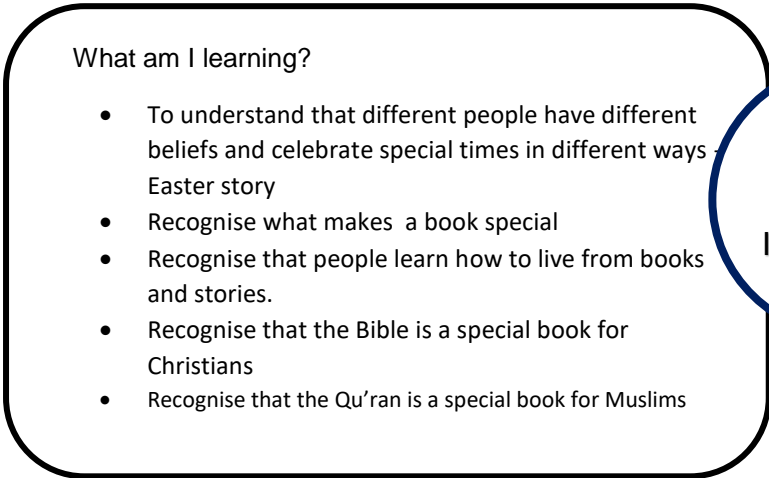 What am I learning?
• To understand that different people have different
beliefs and celebrate special times in different ways -
Easter story
• Recognise what makes  a book special
• Recognise that people learn how to live from books
and stories.
• Recognise that the Bible is a special book for
Christians
• Recognise that the Qu’ran is a special book for Muslims